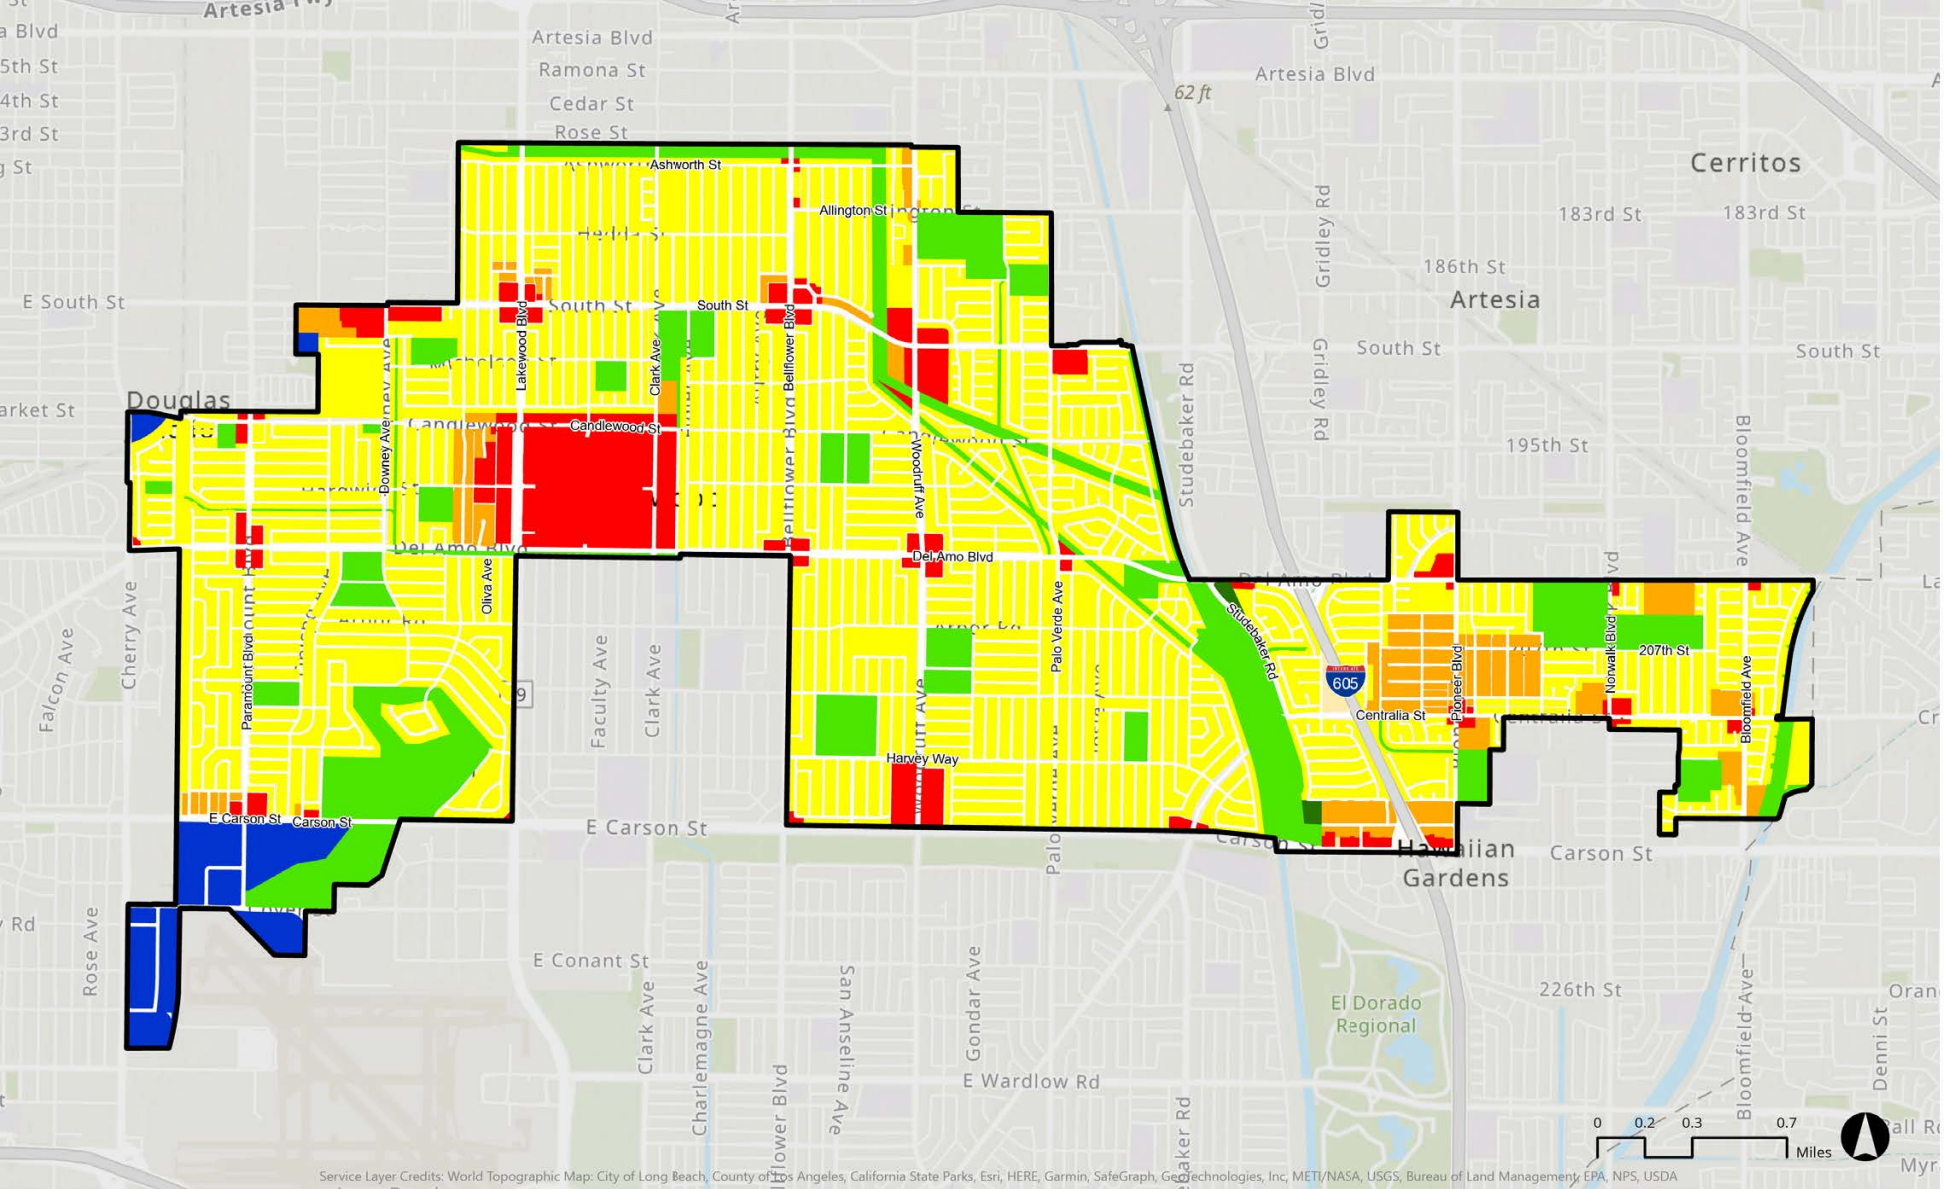 Artesia Fwy
Artesia Blvd
Ramona St
Cedar St
Rose St
62 ft
Artesia Blvd
Cerritos
183rd St
183rd St
186th St
Artesia
Gridley Rd
Ashworth St
Allington St
E South St
South St
South St
South St
South St
Lakewood Blvd
Clark Ave
Bellflower Blvd
Bellflower Blvd
Studebaker Rd
Gridley Rd
195th St
Bloomfield Ave
Douglas
Downey Ave
Candlewood St
Woodruff Ave
Del Amo Blvd
Del Amo Blvd
Oliva Ave
Palo Verde Ave
Studebaker Rd
605
Norwalk Blvd
207th St
Pioneer Blvd
Centralia St
Bloomfield Ave
Cherry Ave
Falcon Ave
Paramount Blvd
Faculty Ave
Clark Ave
Harvey Way
E Carson St
Carson St
E Carson St
Hawaiian
Gardens
Carson St
Rose Ave
E Conant St
Clark Ave
Charlemagne Ave
San Anseline Ave
Gondar Ave
E Wardlow Rd
El Dorado
Regional
226th St
Bloomfield Ave
Denni St
0 0.2 0.3 0.7
Miles
Service Layer Credits: World Topographic Map: City of Long Beach, County of Los Angeles, California State Parks, Esri, HERE, Garmin, SafeGraph, GeoTechnologies, Inc, METI/NASA, USGS, Bureau of Land Management, EPA, NPS, USDA